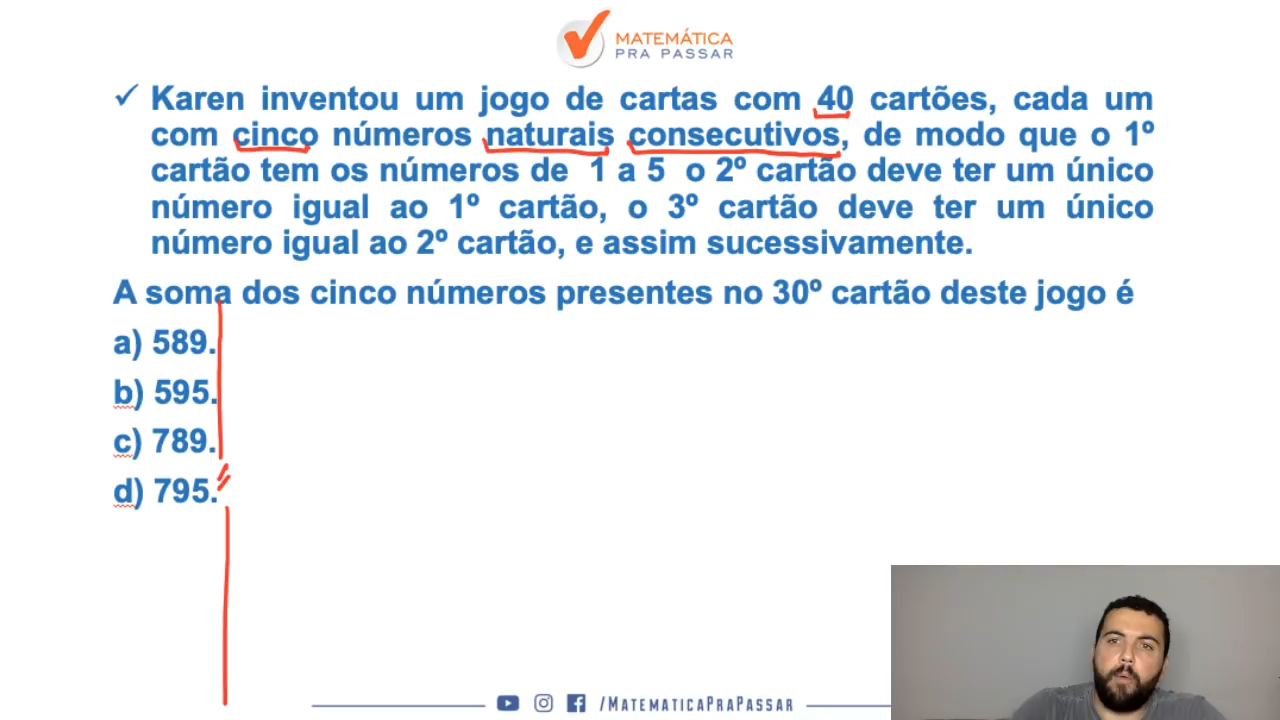 MATEMÁTICA
PRA PASSAR
✓ Karen inventou um jogo de cartas com 40 cartões, cada um
com cinco números naturais consecutivos, de modo que o 1º
cartão tem os números de 1 a 5 o 2º cartão deve ter um único
número igual ao 1º cartão, o 3º cartão deve ter um único
número igual ao 2º cartão, e assim sucessivamente.
A soma dos cinco números presentes no 30º cartão deste jogo é
a) 589.
b) 595.
c) 789.
d) 795.
/MATEMATICAPRAPASSAR